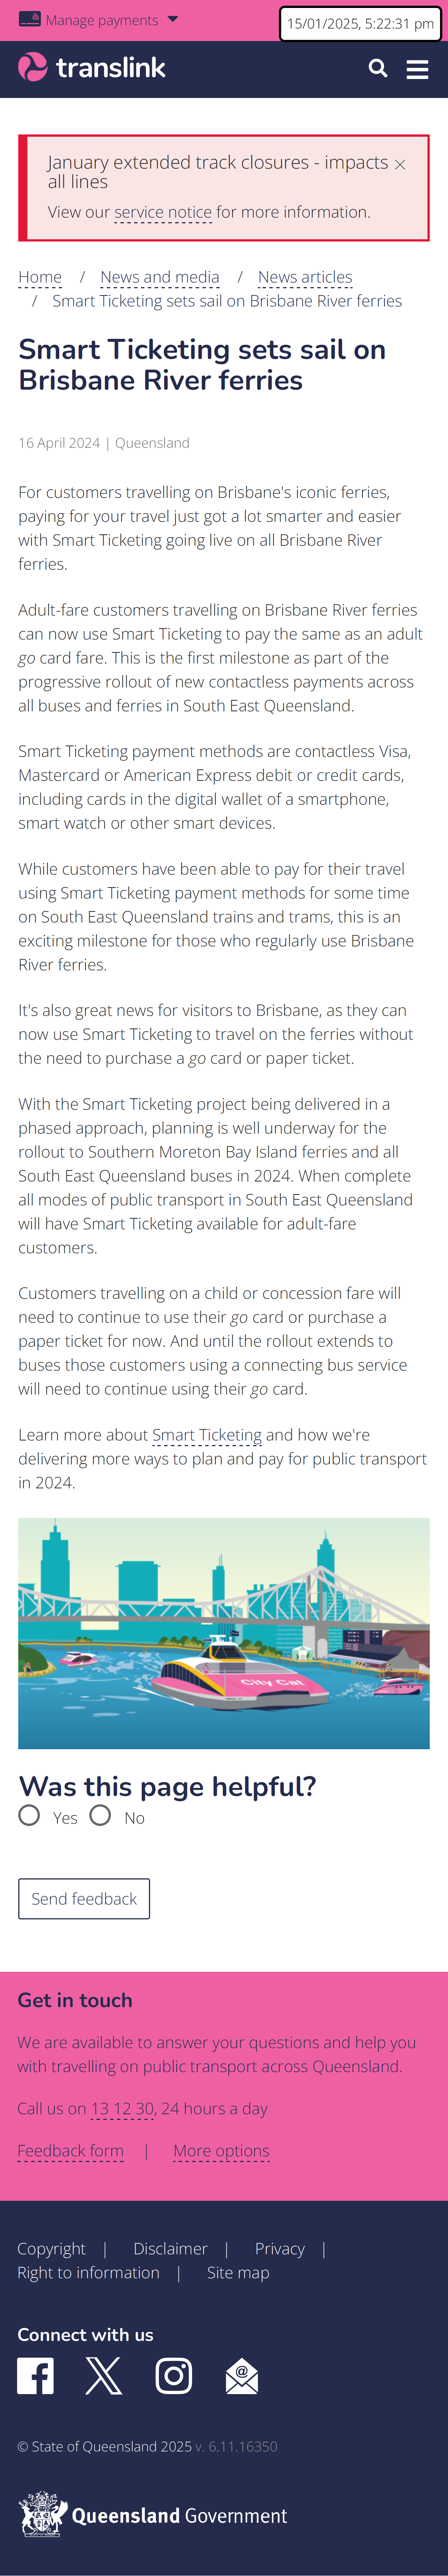 Manage payments
15/01/2025, 5:22:31 pm
translink
January extended track closures - impacts
all lines
View our service notice for more information.
Home / News and media / News articles
/ Smart Ticketing sets sail on Brisbane River ferries
Smart Ticketing sets sail on
Brisbane River ferries
16 April 2024 | Queensland
For customers travelling on Brisbane's iconic ferries,
paying for your travel just got a lot smarter and easier
with Smart Ticketing going live on all Brisbane River
ferries.
Adult-fare customers travelling on Brisbane River ferries
can now use Smart Ticketing to pay the same as an adult
go card fare. This is the first milestone as part of the
progressive rollout of new contactless payments across
all buses and ferries in South East Queensland.
Smart Ticketing payment methods are contactless Visa,
Mastercard or American Express debit or credit cards,
including cards in the digital wallet of a smartphone,
smart watch or other smart devices.
While customers have been able to pay for their travel
using Smart Ticketing payment methods for some time
on South East Queensland trains and trams, this is an
exciting milestone for those who regularly use Brisbane
River ferries.
It's also great news for visitors to Brisbane, as they can
now use Smart Ticketing to travel on the ferries without
the need to purchase a go card or paper ticket.
With the Smart Ticketing project being delivered in a
phased approach, planning is well underway for the
rollout to Southern Moreton Bay Island ferries and all
South East Queensland buses in 2024. When complete
all modes of public transport in South East Queensland
will have Smart Ticketing available for adult-fare
customers.
Customers travelling on a child or concession fare will
need to continue to use their go card or purchase a
paper ticket for now. And until the rollout extends to
buses those customers using a connecting bus service
will need to continue using their go card.
Learn more about Smart Ticketing and how we're
delivering more ways to plan and pay for public transport
in 2024.
City Cat
Was this page helpful?
Yes No
Send feedback
Get in touch
We are available to answer your questions and help you
with travelling on public transport across Queensland.
Call us on 13 12 30, 24 hours a day
Feedback form | More options
Copyright | Disclaimer | Privacy |
Right to information | Site map
Connect with us
© State of Queensland 2025 v. 6.11.16350
Queensland Government